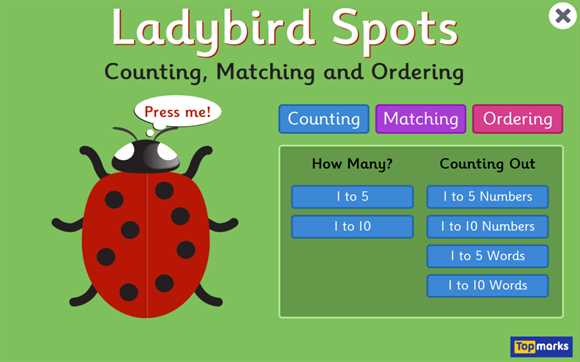 Ladybird Spots
Counting, Matching and Ordering
Press me!
Counting
Matching
Ordering
How Many?
1 to 5
1 to 10
Counting Out
1 to 5 Numbers
1 to 10 Numbers
1 to 5 Words
1 to 10 Words
Topmarks